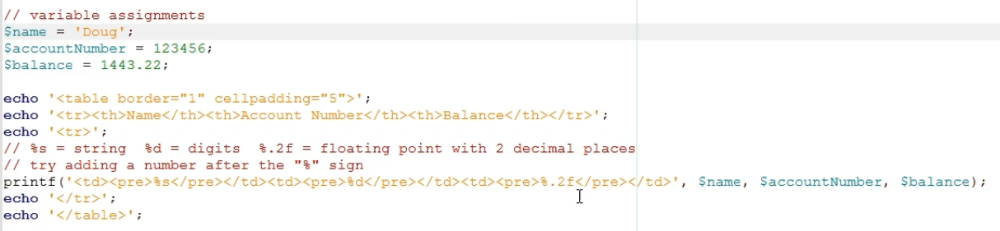 // variable assignments
$name = 'Doug';
$accountNumber = 123456;
$balance = 1443.22;
echo '<table border="1" cellpadding="5">';
echo '<tr><th>Name</th><th>Account Number</th><th>Balance</th></tr>';
echo '<tr>';
// %s = string  %d = digits  %.2f = floating point with 2 decimal places
// try adding a number after the "%" sign
printf('<td><pre>%s</pre></td><td><pre>%d</pre></td><td><pre>%.2f</pre></td>', $name, $accountNumber, $balance);
echo '</tr>';
echo '</table>';